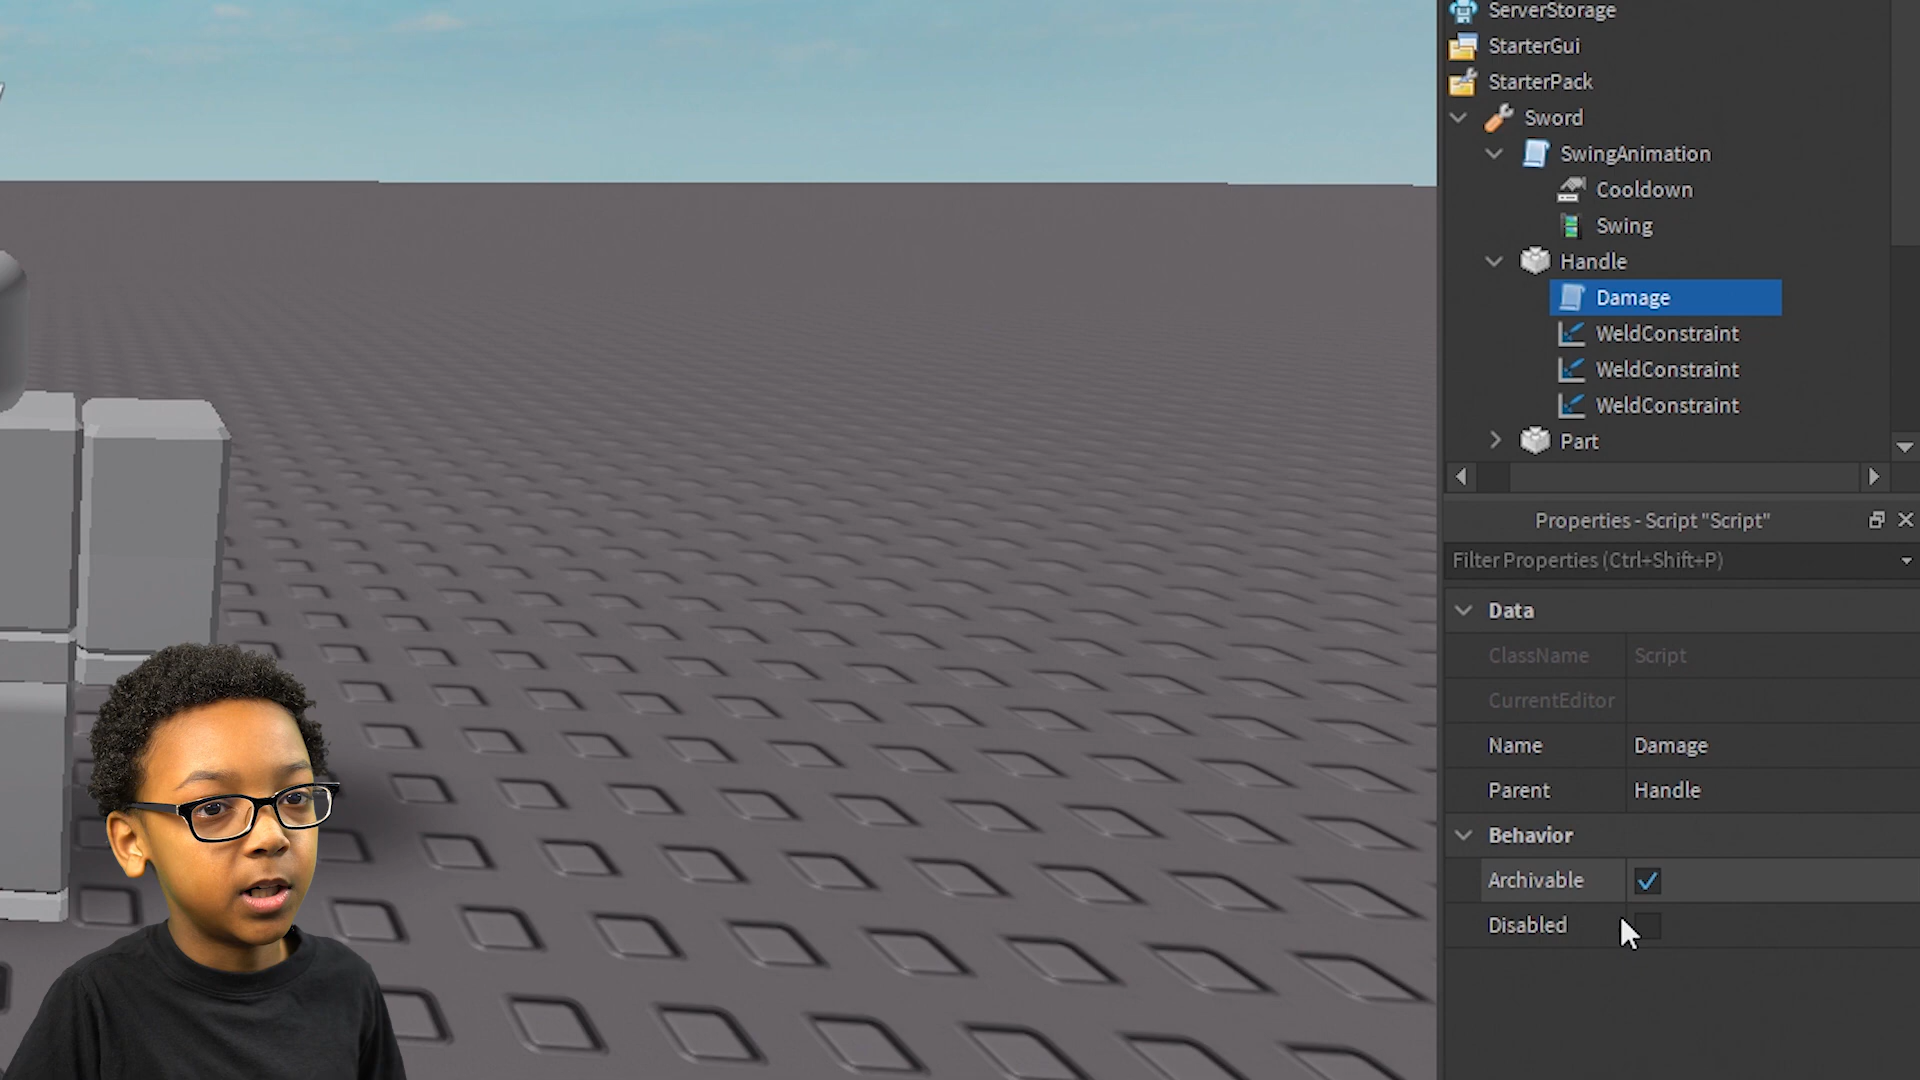 ServerStorage
StarterGui
StarterPack
Sword
SwingAnimation
Cooldown
Swing
Handle
Damage
WeldConstraint
WeldConstraint
WeldConstraint
Part
Properties - Script "Script"
Filter Properties (Ctrl+Shift+P)
Data
ClassName Script
CurrentEditor
Name Damage
Parent Handle
Behavior
Archivable
Disabled